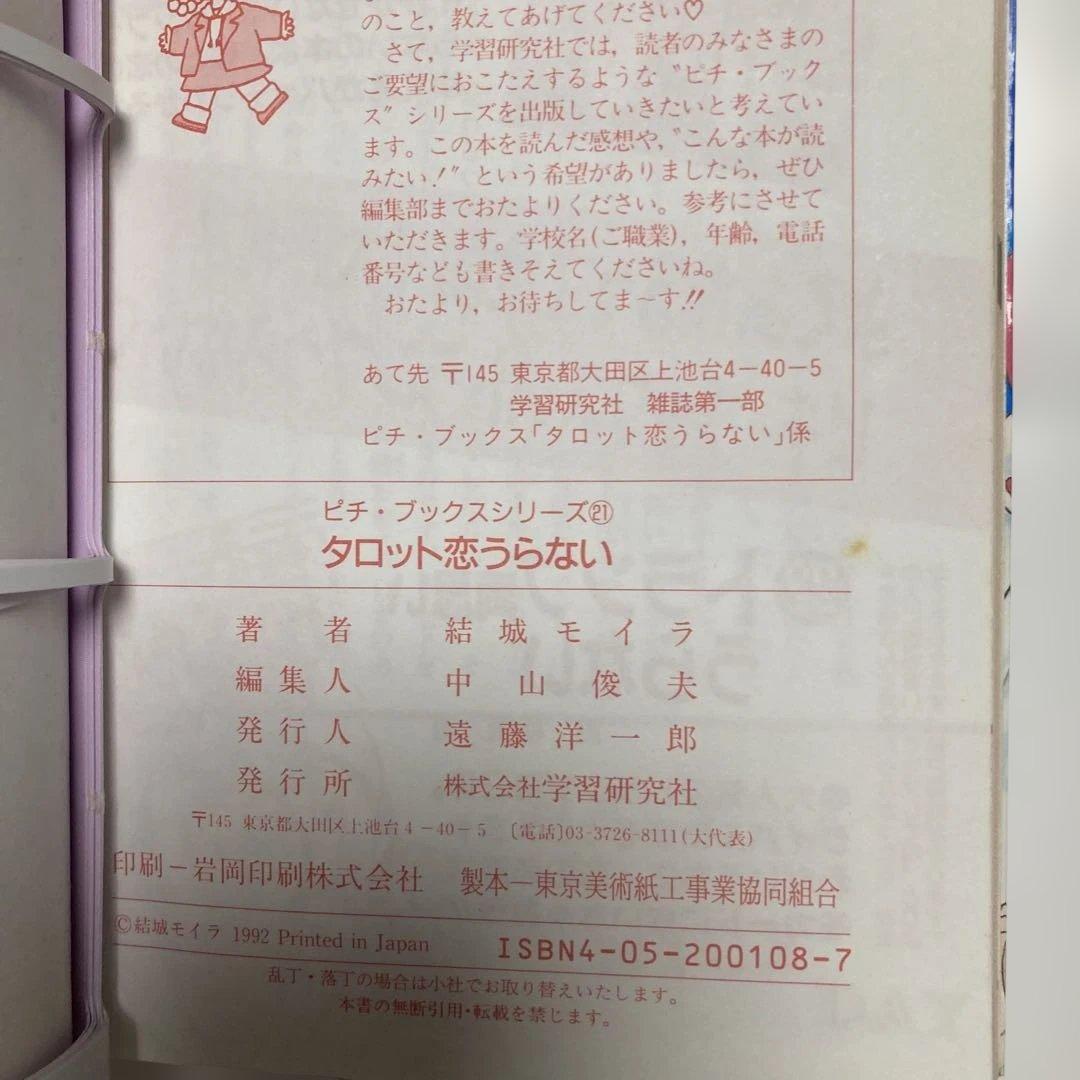 のこと，教えてあげてください♡
さて，学習研究社では，読者のみなさまの
ご要望におこたえするような〝ピチ・ブック
ス〟シリーズを出版していきたいと考えてい
ます。この本を読んだ感想や，〝こんな本が読
みたい！〟という希望がありましたら，ぜひ
編集部までおたよりください。参考にさせて
いただきます。学校名(ご職業)，年齢，電話
番号なども書きそえてくださいね。
おたより，お待ちしてま〜す!!
あて先 〒145 東京都大田区上池台4－40－5
学習研究社 雑誌第一部
ピチ・ブックス「タロット恋うらない」係
ピチ・ブックスシリーズ㉑
タロット恋うらない
著者 結城モイラ
編集人 中山俊夫
発行人 遠藤洋一郎
発行所 株式会社学習研究社
〒145 東京都大田区上池台4－40－5 〔電話〕03-3726-8111(大代表)
印刷－岩岡印刷株式会社 製本－東京美術紙工事業協同組合
©結城モイラ 1992 Printed in Japan ISBN4-05-200108-7
乱丁・落丁の場合は小社でお取り替えいたします。
本書の無断引用・転載を禁じます。